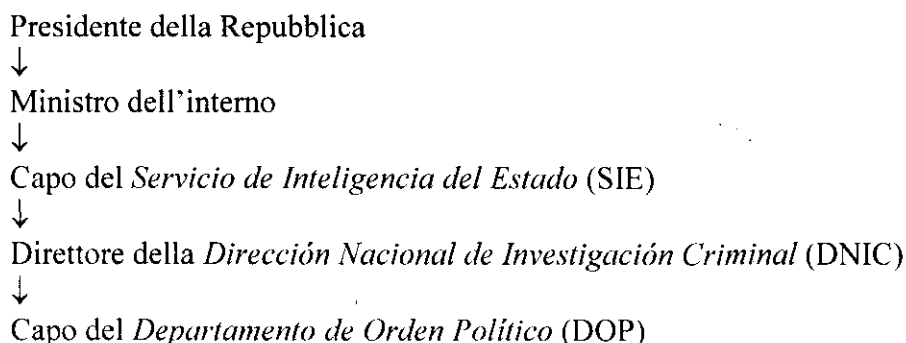 Presidente della Repubblica
↓
Ministro dell'interno
↓
Capo del Servicio de Inteligencia del Estado (SIE)
↓
Direttore della Dirección Nacional de Investigación Criminal (DNIC)
↓
Capo del Departamento de Orden Político (DOP)